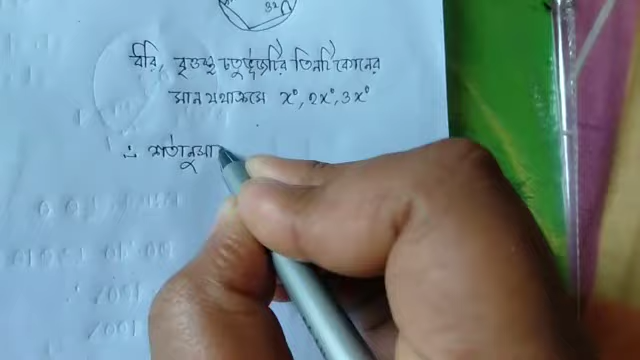 ধরি, বৃত্তস্থ চতুর্ভুজটির তিনটি কোনের
মান যথাক্রমে x°, 2x°, 3x°
∴ শর্তানুসা